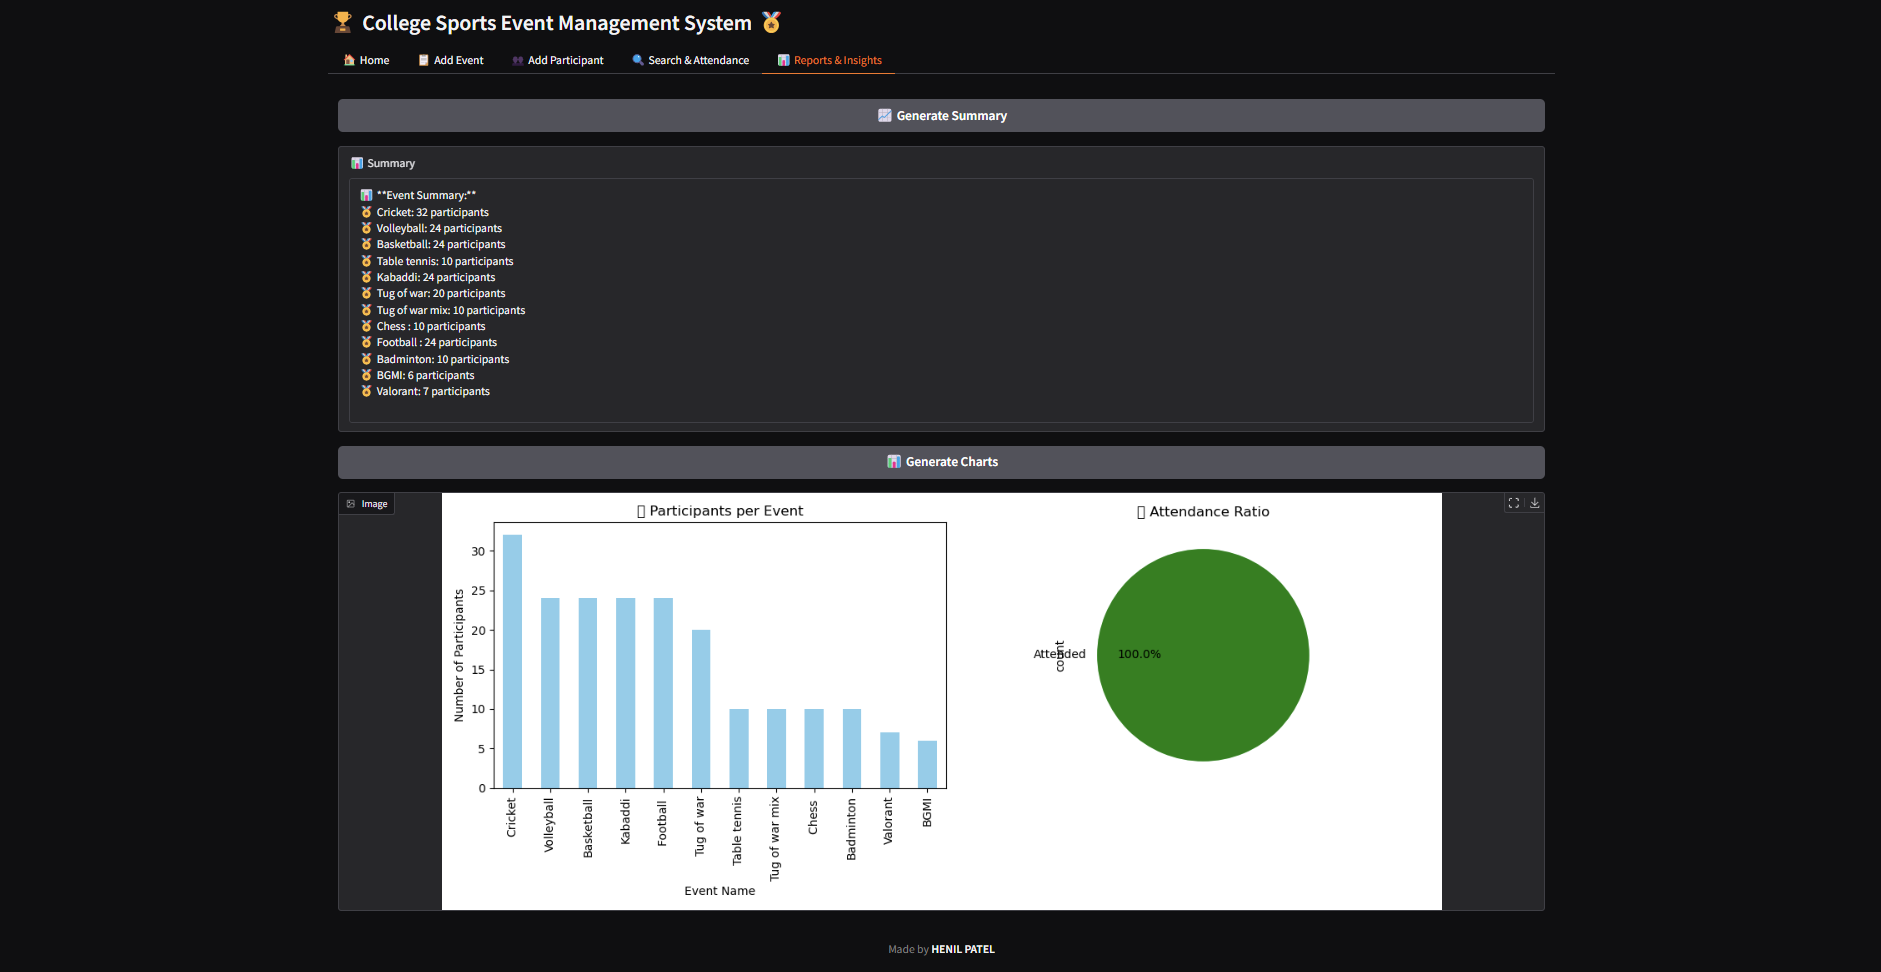 🏆 College Sports Event Management System 🏅
🏠 Home 📋 Add Event 👥 Add Participant 🔍 Search & Attendance 📊 Reports & Insights
📈 Generate Summary
📊 Summary
📊 **Event Summary:**
🏅 Cricket: 32 participants
🏅 Volleyball: 24 participants
🏅 Basketball: 24 participants
🏅 Table tennis: 10 participants
🏅 Kabaddi: 24 participants
🏅 Tug of war: 20 participants
🏅 Tug of war mix: 10 participants
🏅 Chess : 10 participants
🏅 Football : 24 participants
🏅 Badminton: 10 participants
🏅 BGMI: 6 participants
🏅 Valorant: 7 participants
📊 Generate Charts
Image
▯ Participants per Event
Number of Participants
30
25
20
15
10
5
0
Cricket
Volleyball
Basketball
Kabaddi
Football
Tug of war
Table tennis
Tug of war mix
Chess
Badminton
Valorant
BGMI
Event Name
▯ Attendance Ratio
count
Attended
100.0%
Made by HENIL PATEL